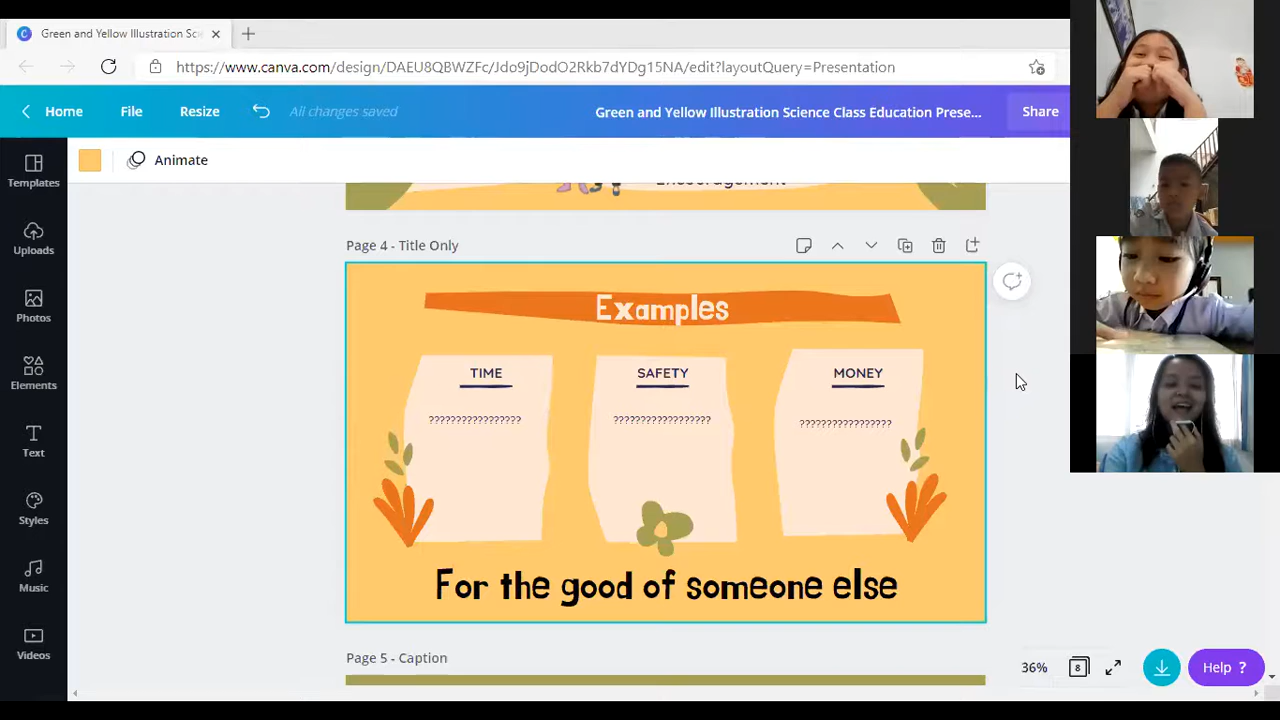 Green and Yellow Illustration Sci
https://www.canva.com/design/DAEU8QBWZFc/Jdo9jDodO2Rkb7dYDg15NA/edit?layoutQuery=Presentation
Home File Resize All changes saved Green and Yellow Illustration Science Class Education Prese... Share
Animate
Templates
Uploads
Photos
Elements
Text
Styles
Music
Videos
Encouragement
Page 4 - Title Only
Examples
TIME SAFETY MONEY
????????????????? ?????????????????? ?????????????????
For the good of someone else
Page 5 - Caption
36% 8 Help ?